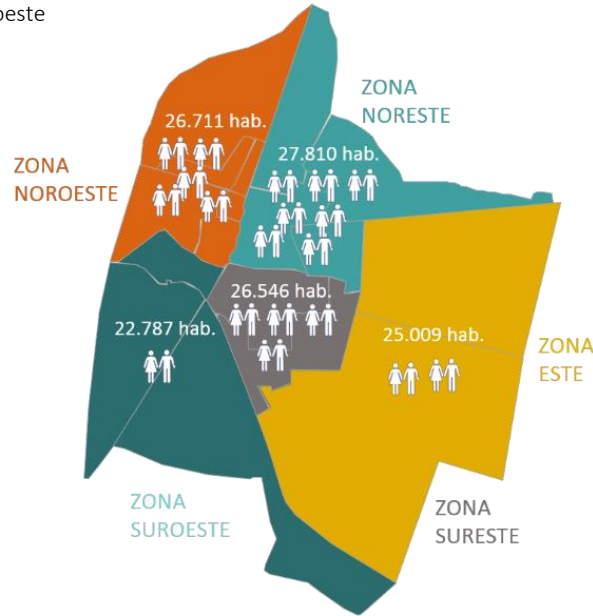 ZONA
NORESTE
26.711 hab.
27.810 hab.
ZONA
NOROESTE
26.546 hab.
22.787 hab.
25.009 hab.
ZONA
ESTE
ZONA
SUROESTE
ZONA
SURESTE